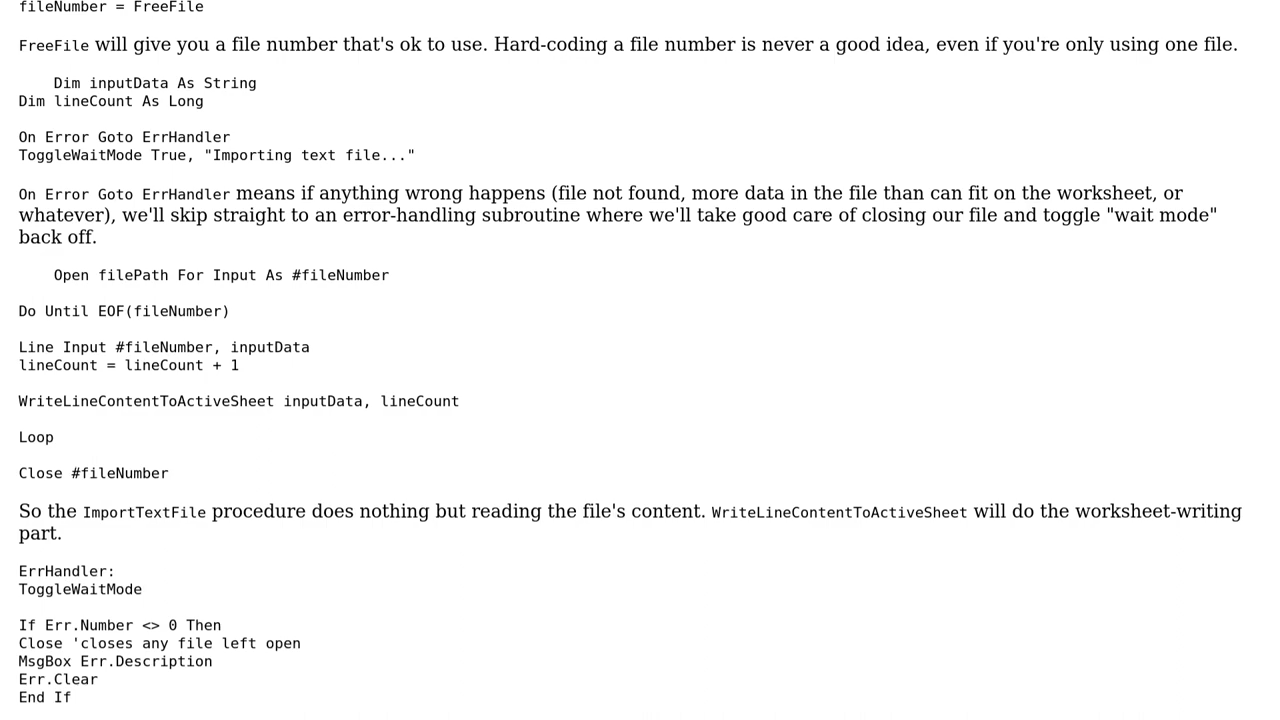 fileNumber = FreeFile
FreeFile will give you a file number that's ok to use. Hard-coding a file number is never a good idea, even if you're only using one file.
Dim inputData As String
Dim lineCount As Long
On Error Goto ErrHandler
ToggleWaitMode True, "Importing text file..."
On Error Goto ErrHandler means if anything wrong happens (file not found, more data in the file than can fit on the worksheet, or
whatever), we'll skip straight to an error-handling subroutine where we'll take good care of closing our file and toggle "wait mode"
back off.
Open filePath For Input As #fileNumber
Do Until EOF(fileNumber)
Line Input #fileNumber, inputData
lineCount = lineCount + 1
WriteLineContentToActiveSheet inputData, lineCount
Loop
Close #fileNumber
So the ImportTextFile procedure does nothing but reading the file's content. WriteLineContentToActiveSheet will do the worksheet-writing
part.
ErrHandler:
ToggleWaitMode
If Err.Number <> 0 Then
Close 'closes any file left open
MsgBox Err.Description
Err.Clear
End If